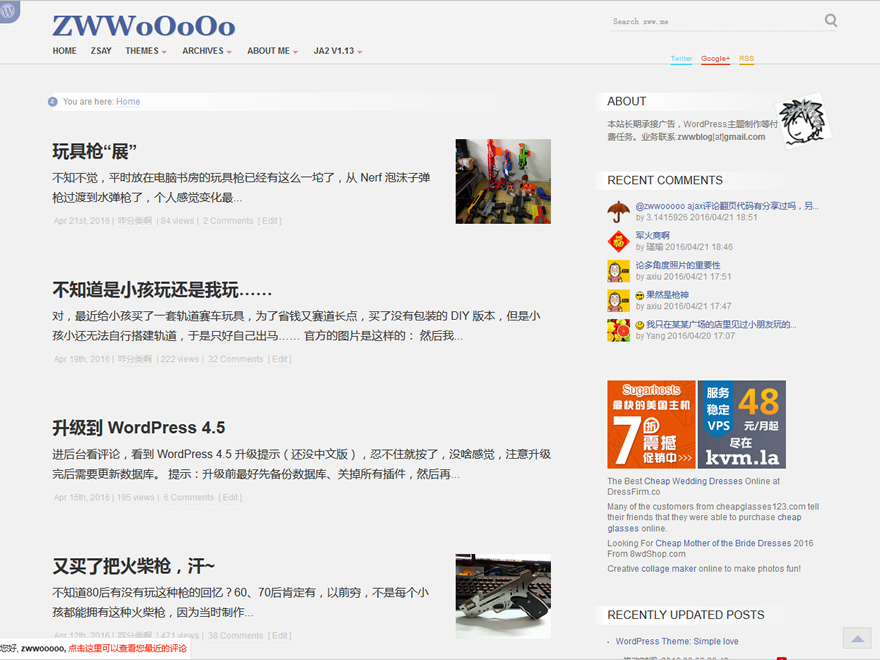 ZWWoOoOo
HOME ZSAY THEMES ARCHIVES ABOUT ME JA2 V1.13
Search zww.me
Twitter Google+ RSS
You are here: Home
玩具枪“展”
不知不觉，平时放在电脑书房的玩具枪已经有这么一坨了，从 Nerf 泡沫子弹
枪过渡到水弹枪了，个人感觉变化最...
Apr 21st, 2016 | 咋分类啊 | 84 views | 2 Comments [ Edit ]
不知道是小孩玩还是我玩……
对，最近给小孩买了一套轨道赛车玩具，为了省钱又赛道长点，买了没有包装的 DIY 版本，但是小
孩小还无法自行搭建轨道，于是只好自己出马…… 官方的图片是这样的： 然后我...
Apr 19th, 2016 | 咋分类啊 | 222 views | 32 Comments [ Edit ]
升级到 WordPress 4.5
进后台看评论，看到 WordPress 4.5 升级提示（还没中文版），忍不住就按了，没啥感觉，注意升级
完后需要更新数据库。 提示：升级前最好先备份数据库、关掉所有插件，然后再...
Apr 15th, 2016 | 195 views | 6 Comments [ Edit ]
又买了把火柴枪，汗~
不知道80后有没有玩这种枪的回忆？60、70后肯定有，以前穷，不是每个小
孩都能拥有这种火柴枪，因为当时制作...
Apr 12th, 2016 | 咋分类啊 | 471 views | 38 Comments [ Edit ]
您好, zwwooooo, 点击这里可以查看您最近的评论
ABOUT
本站长期承接广告，WordPress主题制作等付
费任务。业务联系:zwwblog[at]gmail.com
RECENT COMMENTS
@zwwooooo ajax评论翻页代码有分享过吗，另...
by 3.1415926 2016/04/21 18:51
军火商啊
by 瑾瑜 2016/04/21 18:46
论多角度照片的重要性
by axiu 2016/04/21 17:51
果然是枪神
by axiu 2016/04/21 17:47
我只在某某广场的店里见过小朋友玩的...
by Yang 2016/04/20 17:07
Sugarhosts
最快的美国主机
7折
震撼
促销中>>>
服务
稳定
VPS
48
元/月起
尽在
kvm.la
The Best Cheap Wedding Dresses Online at
DressFirm.co
Many of the customers from cheapglasses123.com tell
their friends that they were able to purchase cheap
glasses online.
Looking For Cheap Mother of the Bride Dresses 2016
From 8wdShop.com
Creative collage maker online to make photos fun!
RECENTLY UPDATED POSTS
WordPress Theme: Simple love